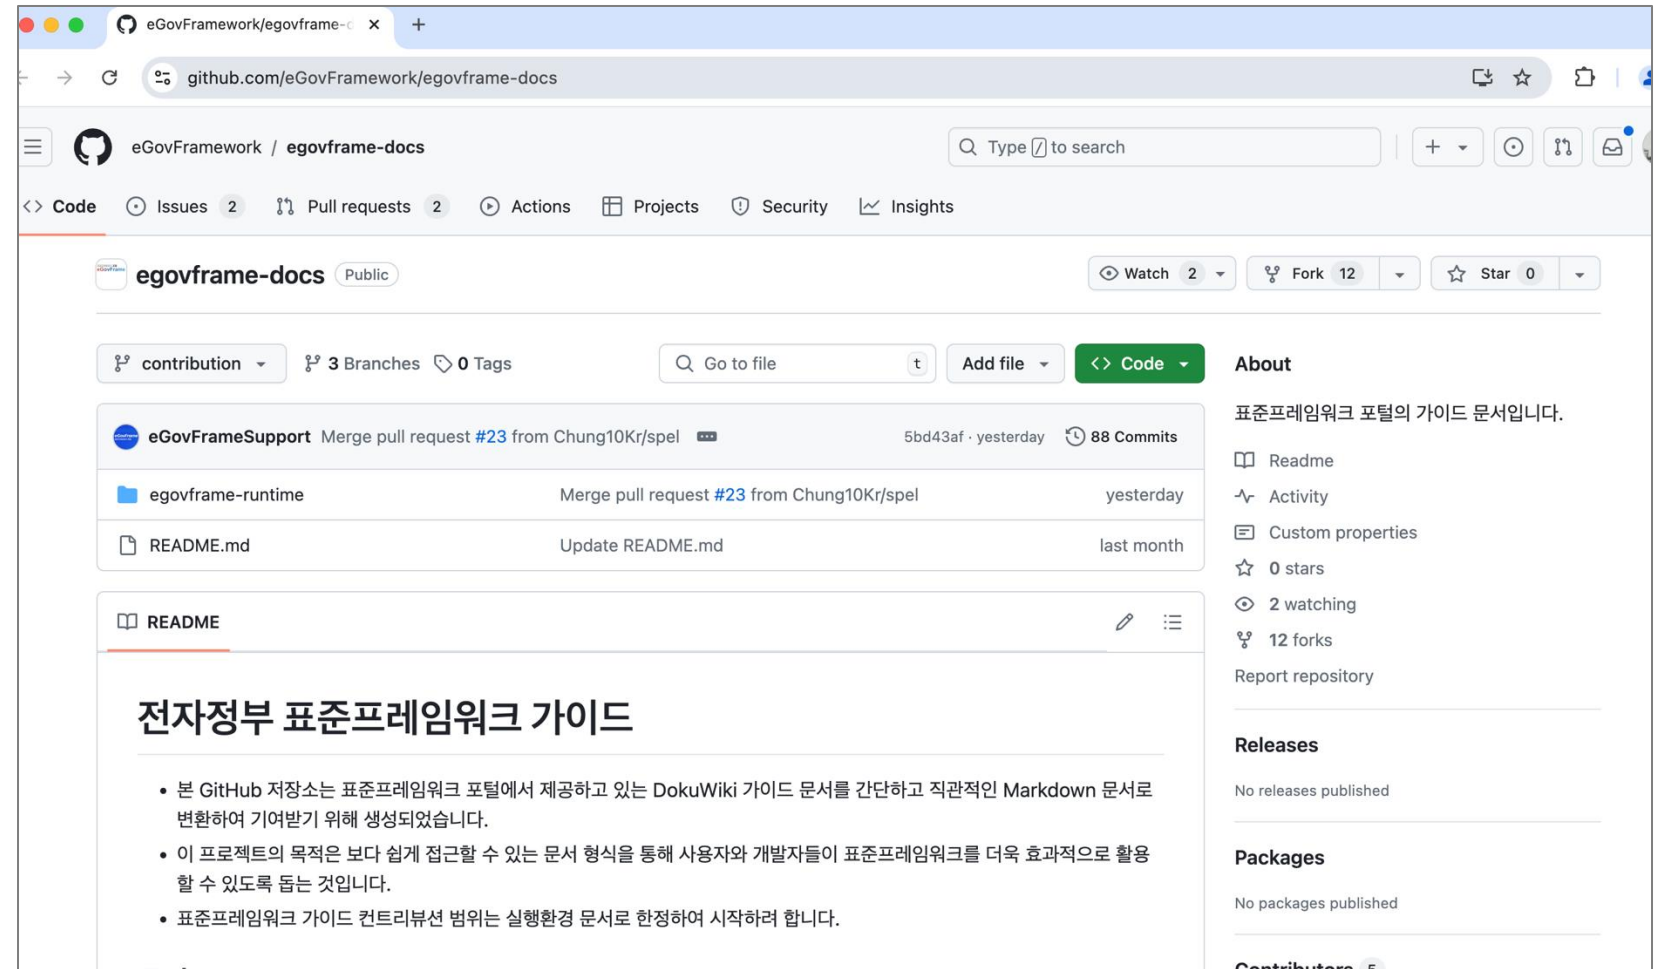 eGovFramework/egovframe-d
github.com/eGovFramework/egovframe-docs
eGovFramework / egovframe-docs
Type / to search
Code Issues 2 Pull requests 2 Actions Projects Security Insights
egovframe-docs Public
Watch 2 Fork 12 Star 0
contribution 3 Branches 0 Tags Go to file t Add file Code
eGovFrameSupport Merge pull request #23 from Chung10Kr/spel 5bd43af · yesterday 88 Commits
egovframe-runtime Merge pull request #23 from Chung10Kr/spel yesterday
README.md Update README.md last month
README
전자정부 표준프레임워크 가이드
• 본 GitHub 저장소는 표준프레임워크 포털에서 제공하고 있는 DokuWiki 가이드 문서를 간단하고 직관적인 Markdown 문서로
변환하여 기여받기 위해 생성되었습니다.
• 이 프로젝트의 목적은 보다 쉽게 접근할 수 있는 문서 형식을 통해 사용자와 개발자들이 표준프레임워크를 더욱 효과적으로 활용
할 수 있도록 돕는 것입니다.
• 표준프레임워크 가이드 컨트리뷰션 범위는 실행환경 문서로 한정하여 시작하려 합니다.
About
표준프레임워크 포털의 가이드 문서입니다.
Readme
Activity
Custom properties
0 stars
2 watching
12 forks
Report repository
Releases
No releases published
Packages
No packages published
Contributors 5